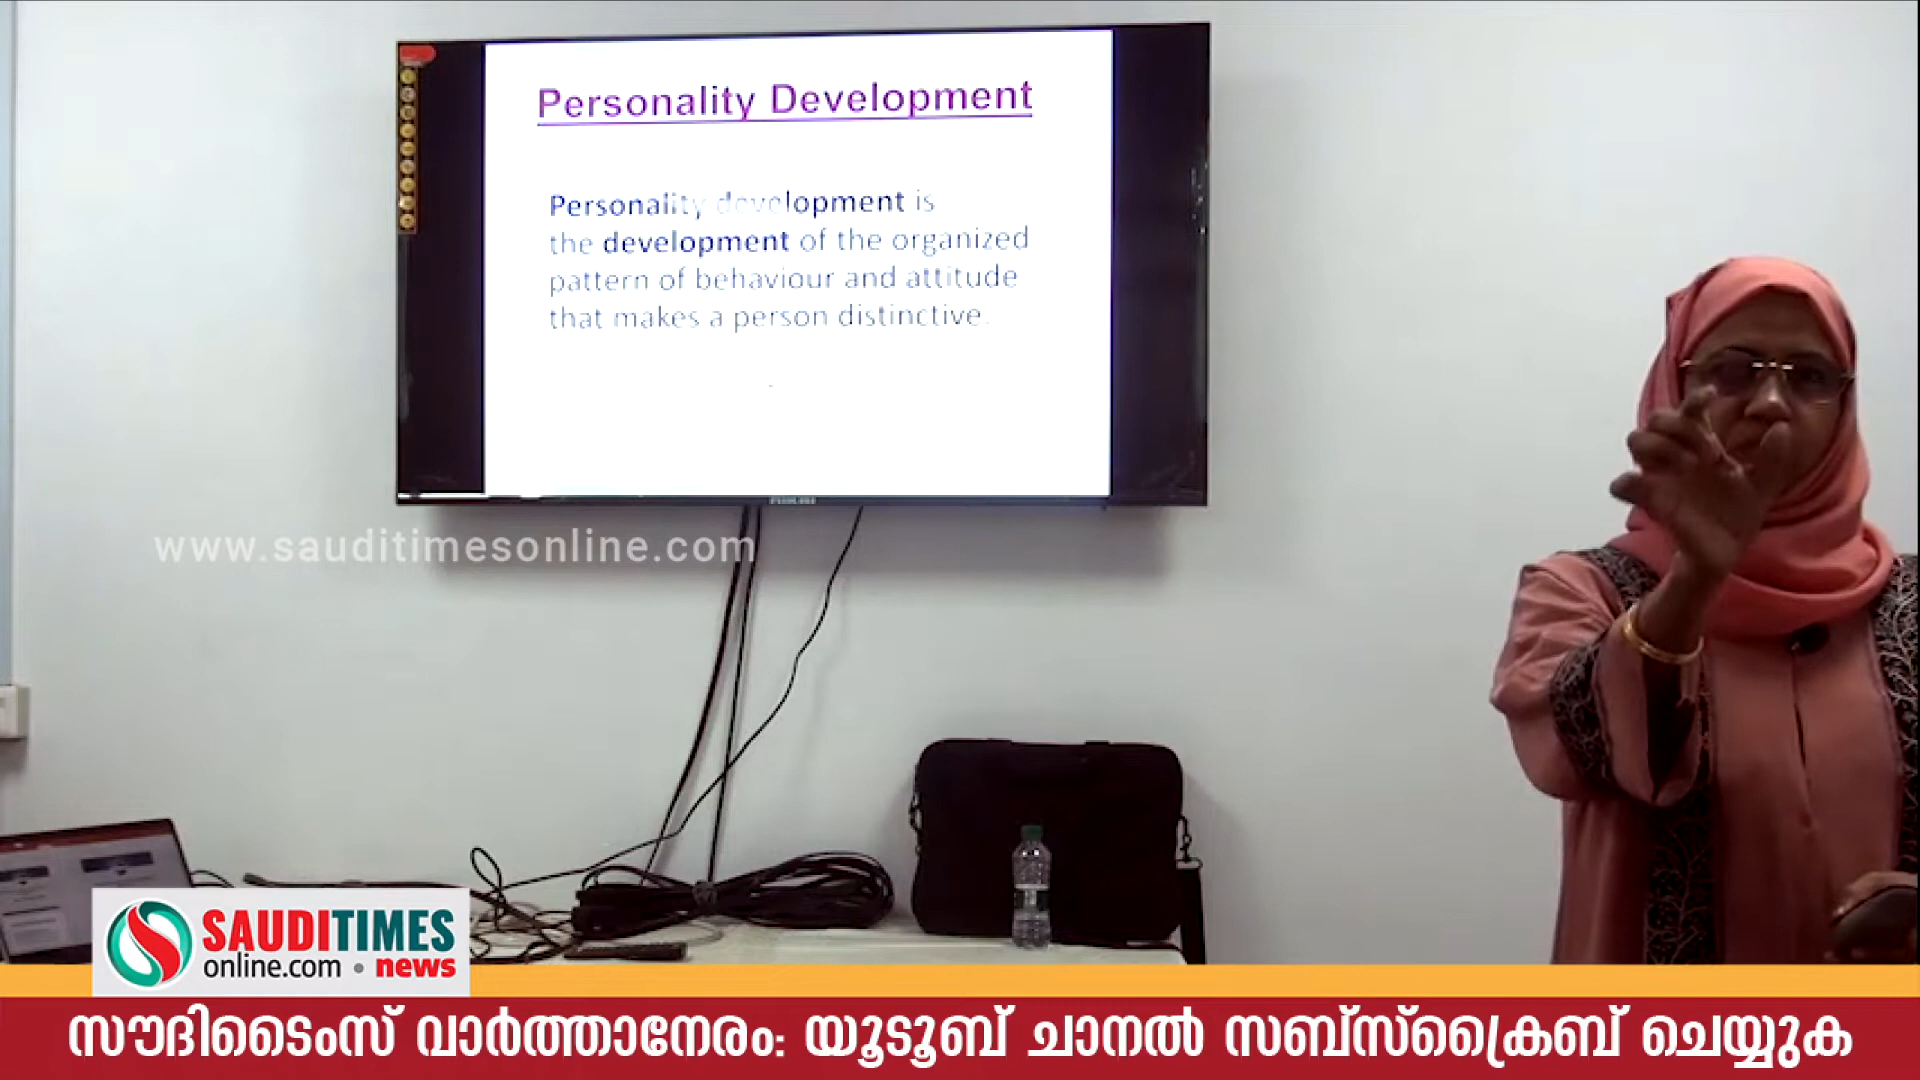 Personality Development
Personality development is
the development of the organized
pattern of behaviour and attitude
that makes a person distinctive.
www.sauditimesonline.com
SAUDITIMES
online.com • news
സൗദിടൈംസ് വാർത്താനേരം: യൂടൂബ് ചാനൽ സബ്സ്ക്രൈബ് ചെയ്യുക